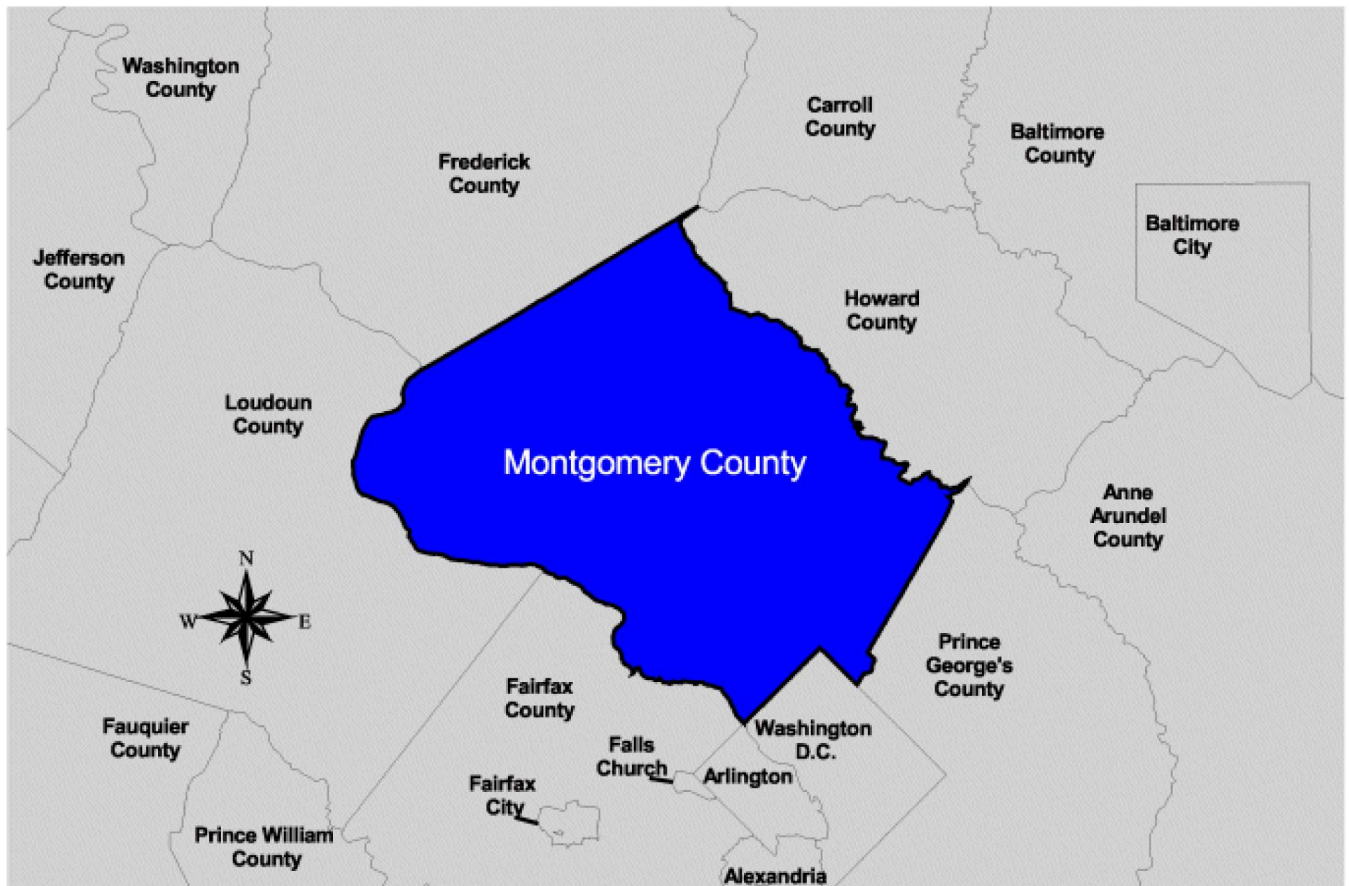 Washington
County
Carroll
County
Baltimore
County
Frederick
County
Baltimore
City
Jefferson
County
Howard
County
Loudoun
County
Montgomery County
Anne
Arundel
County
N
W
E
S
Prince
George's
County
Fairfax
County
Fauquier
County
Washington
D.C.
Falls
Church
Arlington
Fairfax
City
Prince William
County
Alexandria